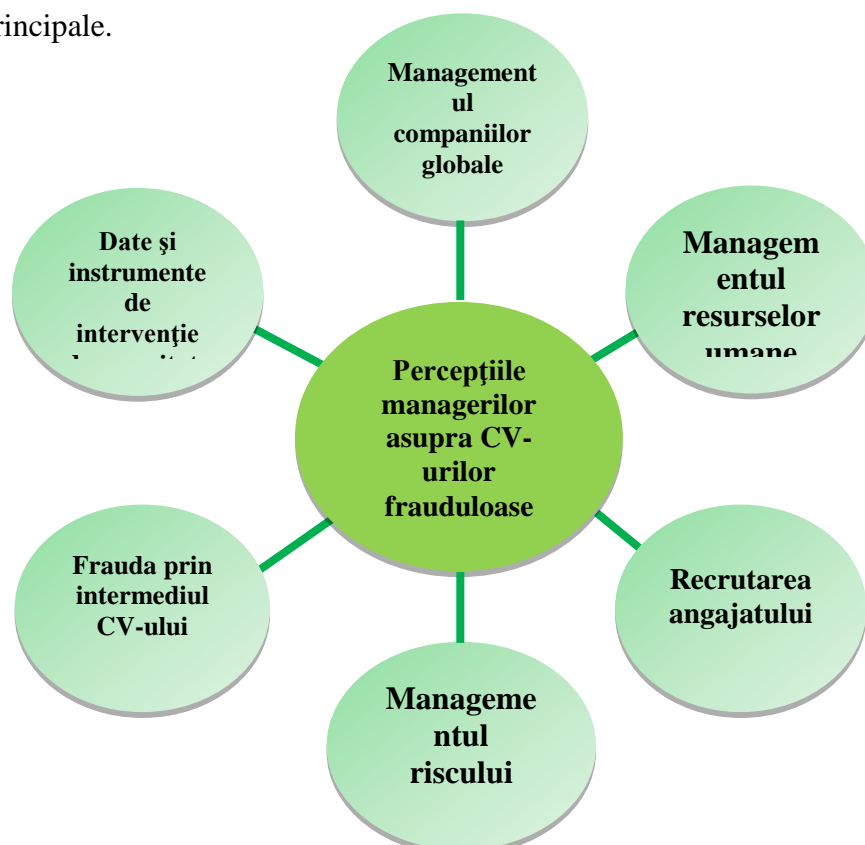 rincipale.
Management
ul
companiilor
globale
Date şi
instrumente
de
intervenţie
Managem
entul
resurselor
umane
Percepţiile
managerilor
asupra CV-
urilor
frauduloase
Frauda prin
intermediul
CV-ului
Recrutarea
angajatului
Manageme
ntul
riscului